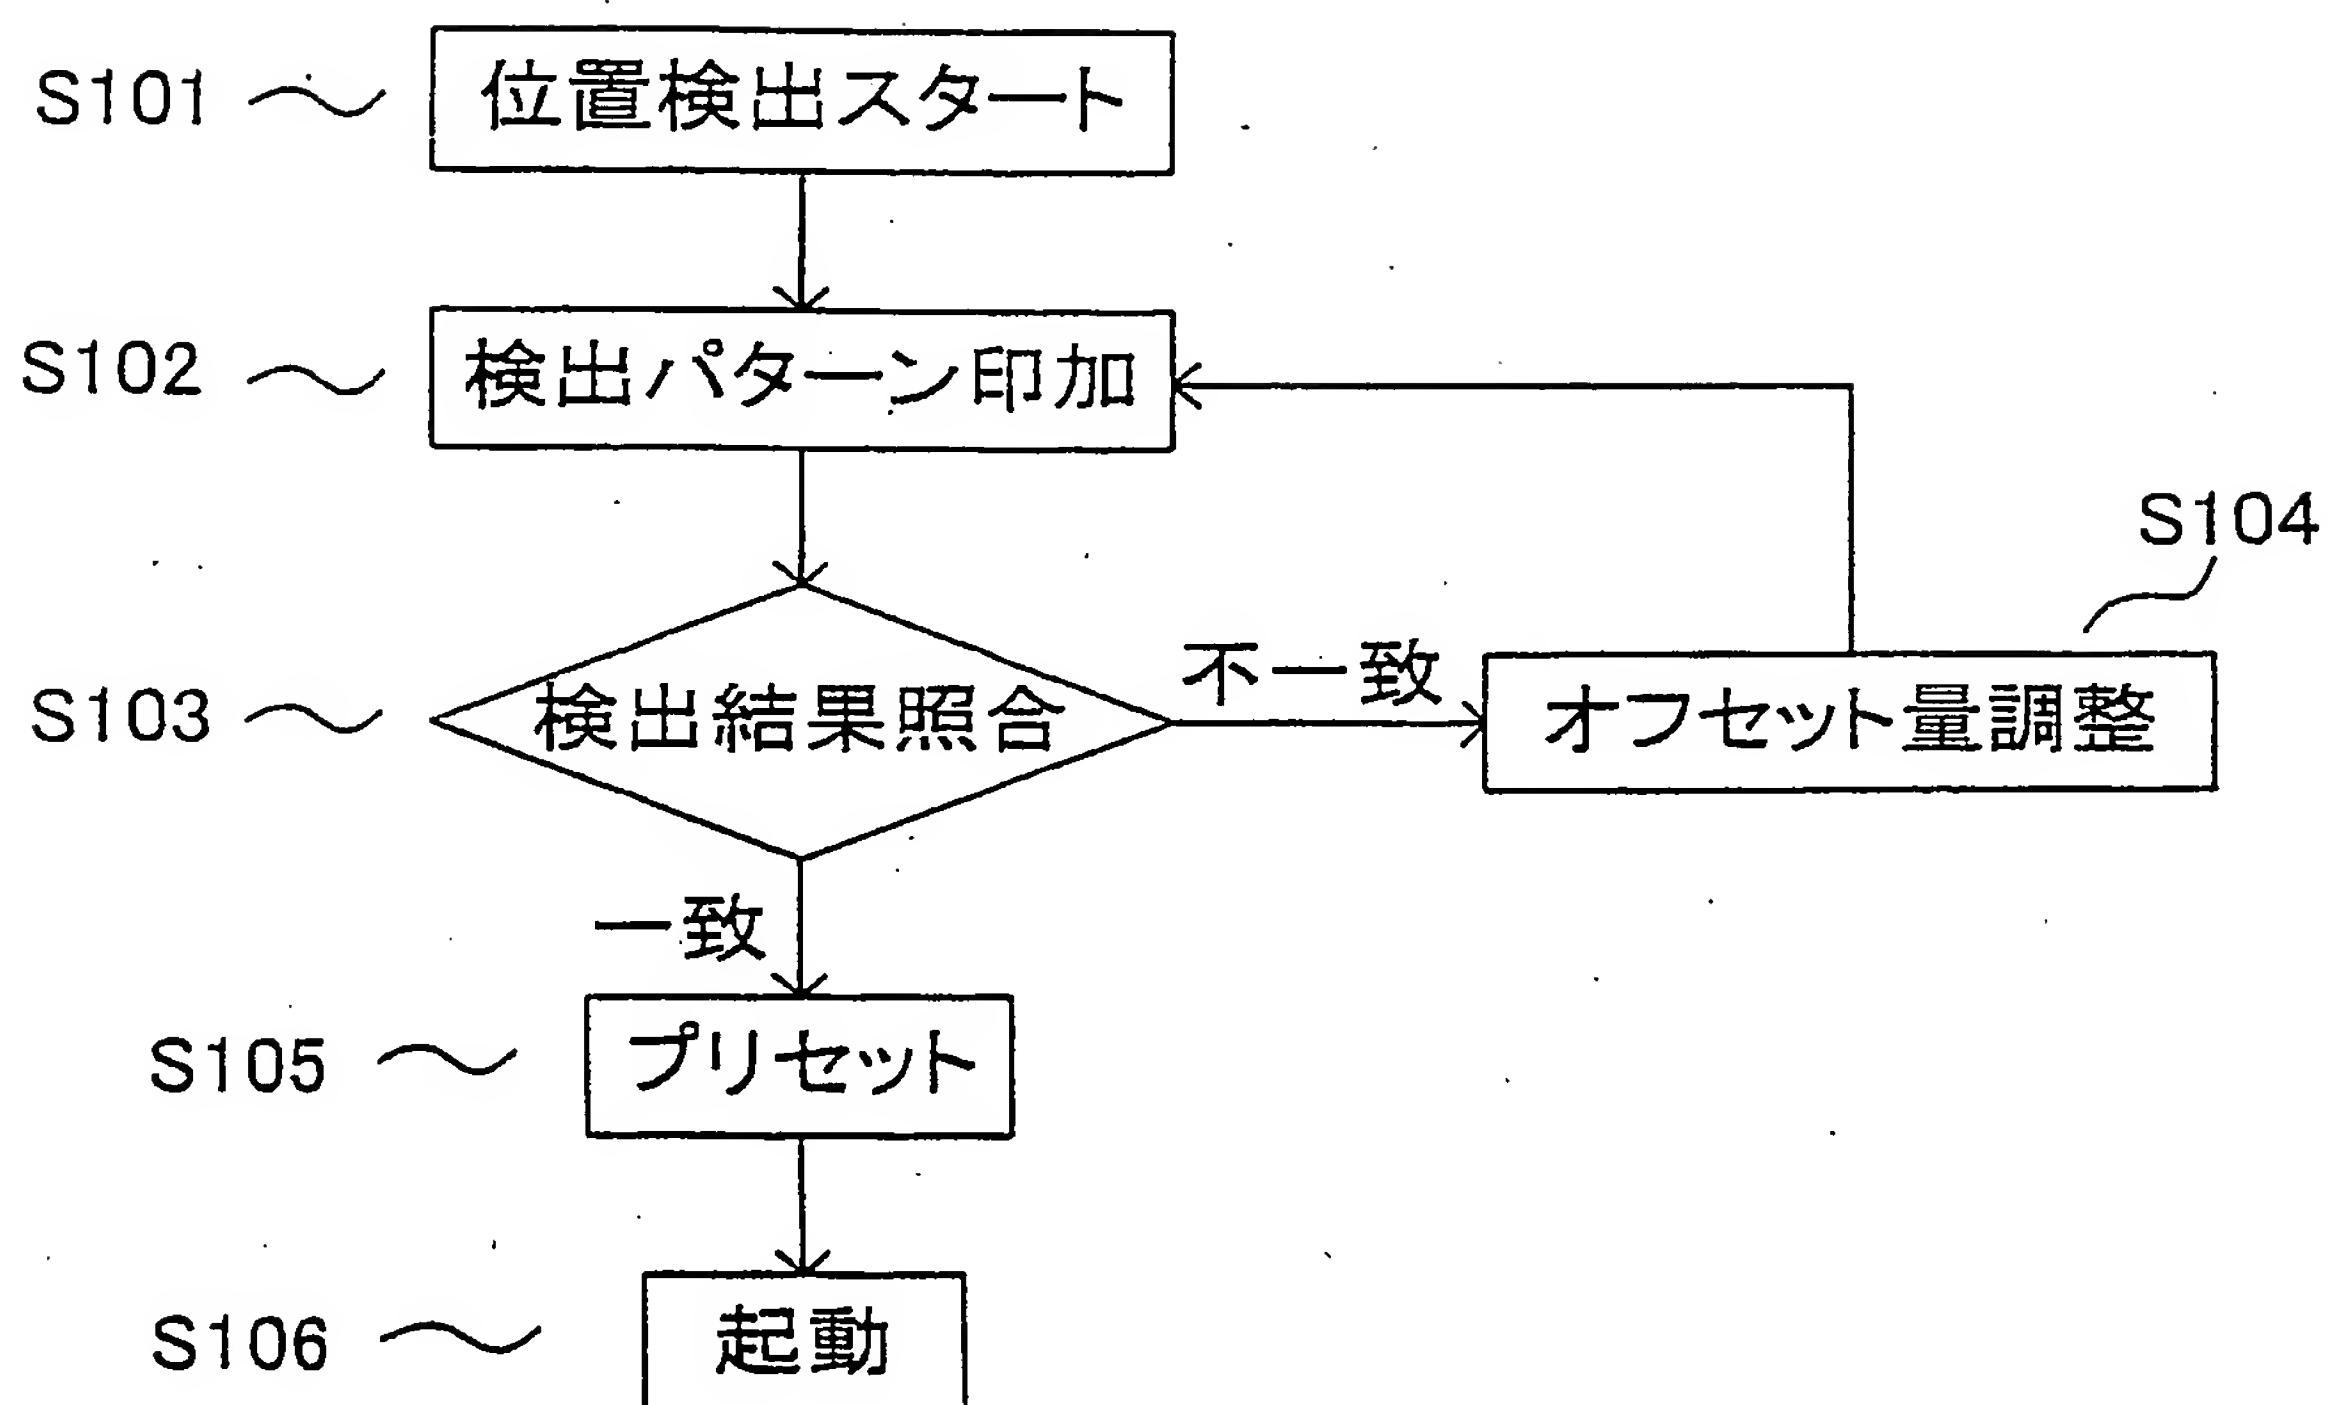 S101 位置検出スタート
S102 検出パターン印加
S104
S103 検出結果照合 不一致 オフセット量調整
一致
S105 プリセット
S106 起動